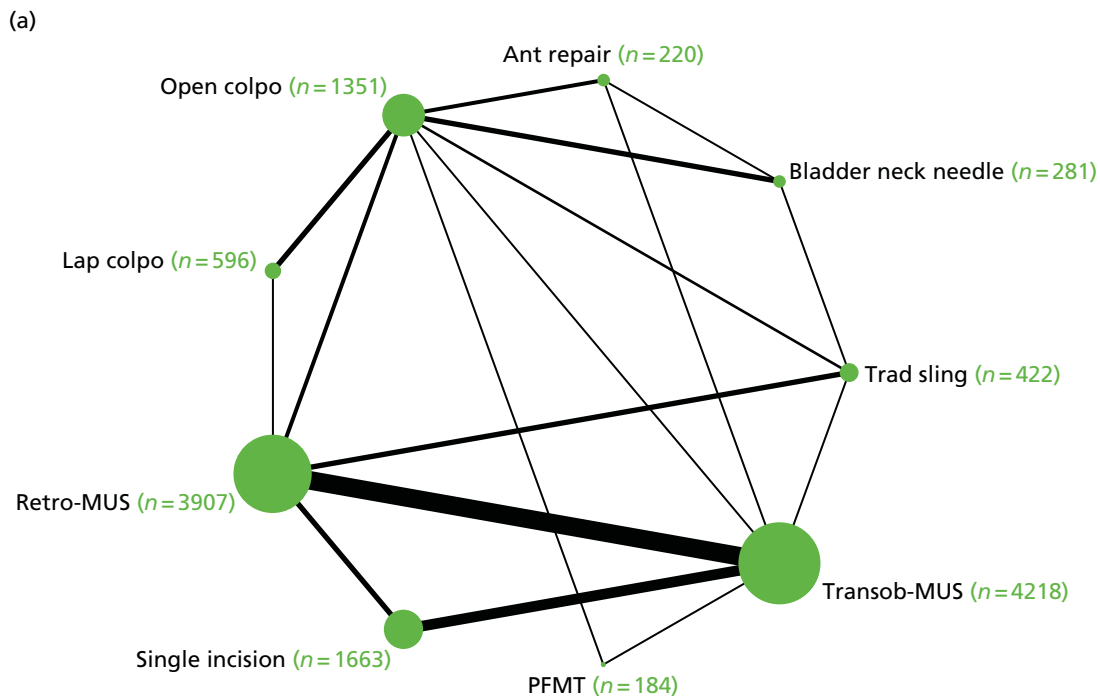 (a)
Ant repair (n = 220)
Open colpo (n = 1351)
Bladder neck needle (n = 281)
Lap colpo (n = 596)
Trad sling (n = 422)
Retro-MUS (n = 3907)
Transob-MUS (n = 4218)
Single incision (n = 1663)
PFMT (n = 184)